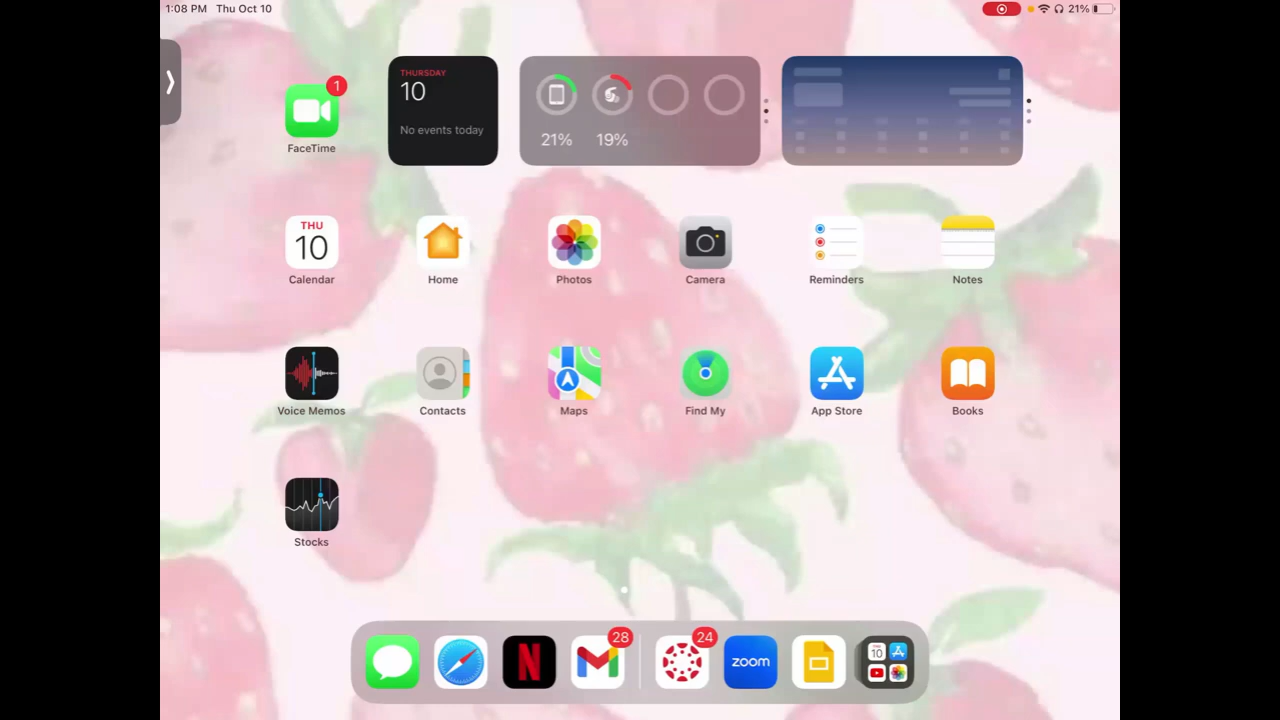 1:08 PM Thu Oct 10
21%
1
FaceTime
THURSDAY
10
No events today
21% 19%
THU
10
Calendar
Home
Photos
Camera
Reminders
Notes
Voice Memos
Contacts
Maps
Find My
App Store
Books
Stocks
N
28
24
zoom
10